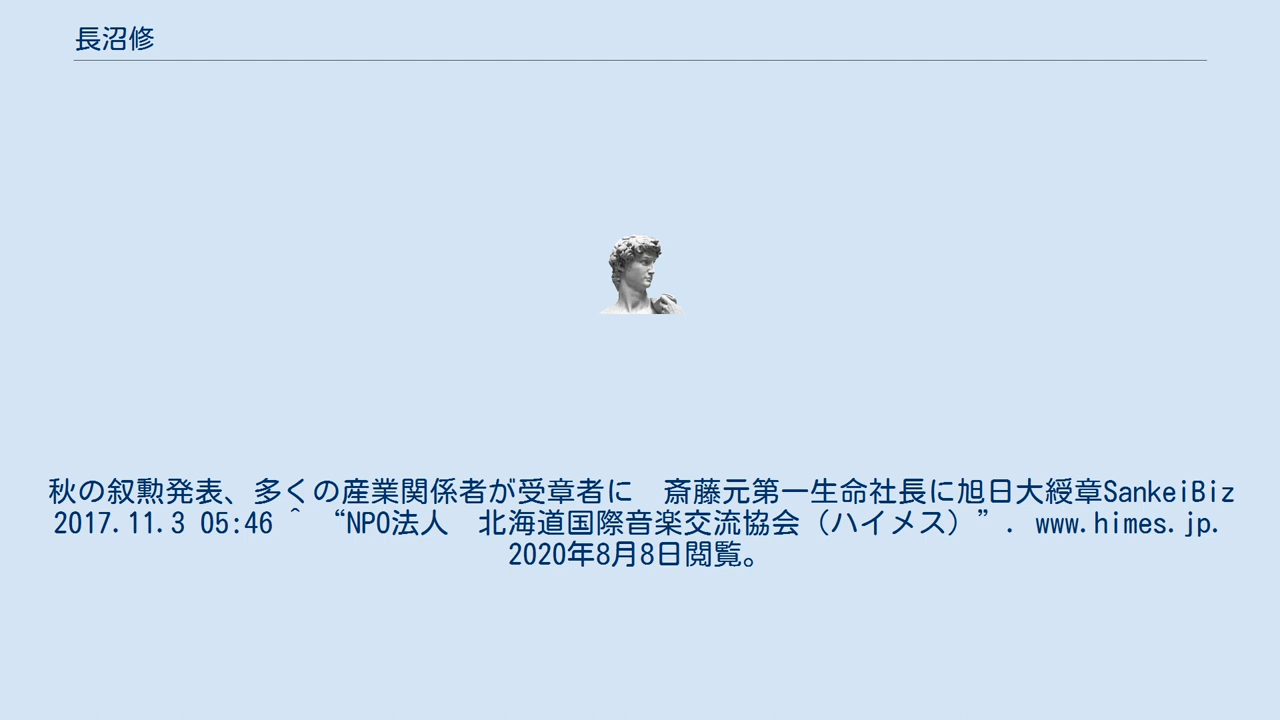 長沼修
秋の叙勲発表、多くの産業関係者が受章者に　斎藤元第一生命社長に旭日大綬章SankeiBiz
2017.11.3 05:46 ^ “NPO法人　北海道国際音楽交流協会（ハイメス）”. www.himes.jp.
2020年8月8日閲覧。